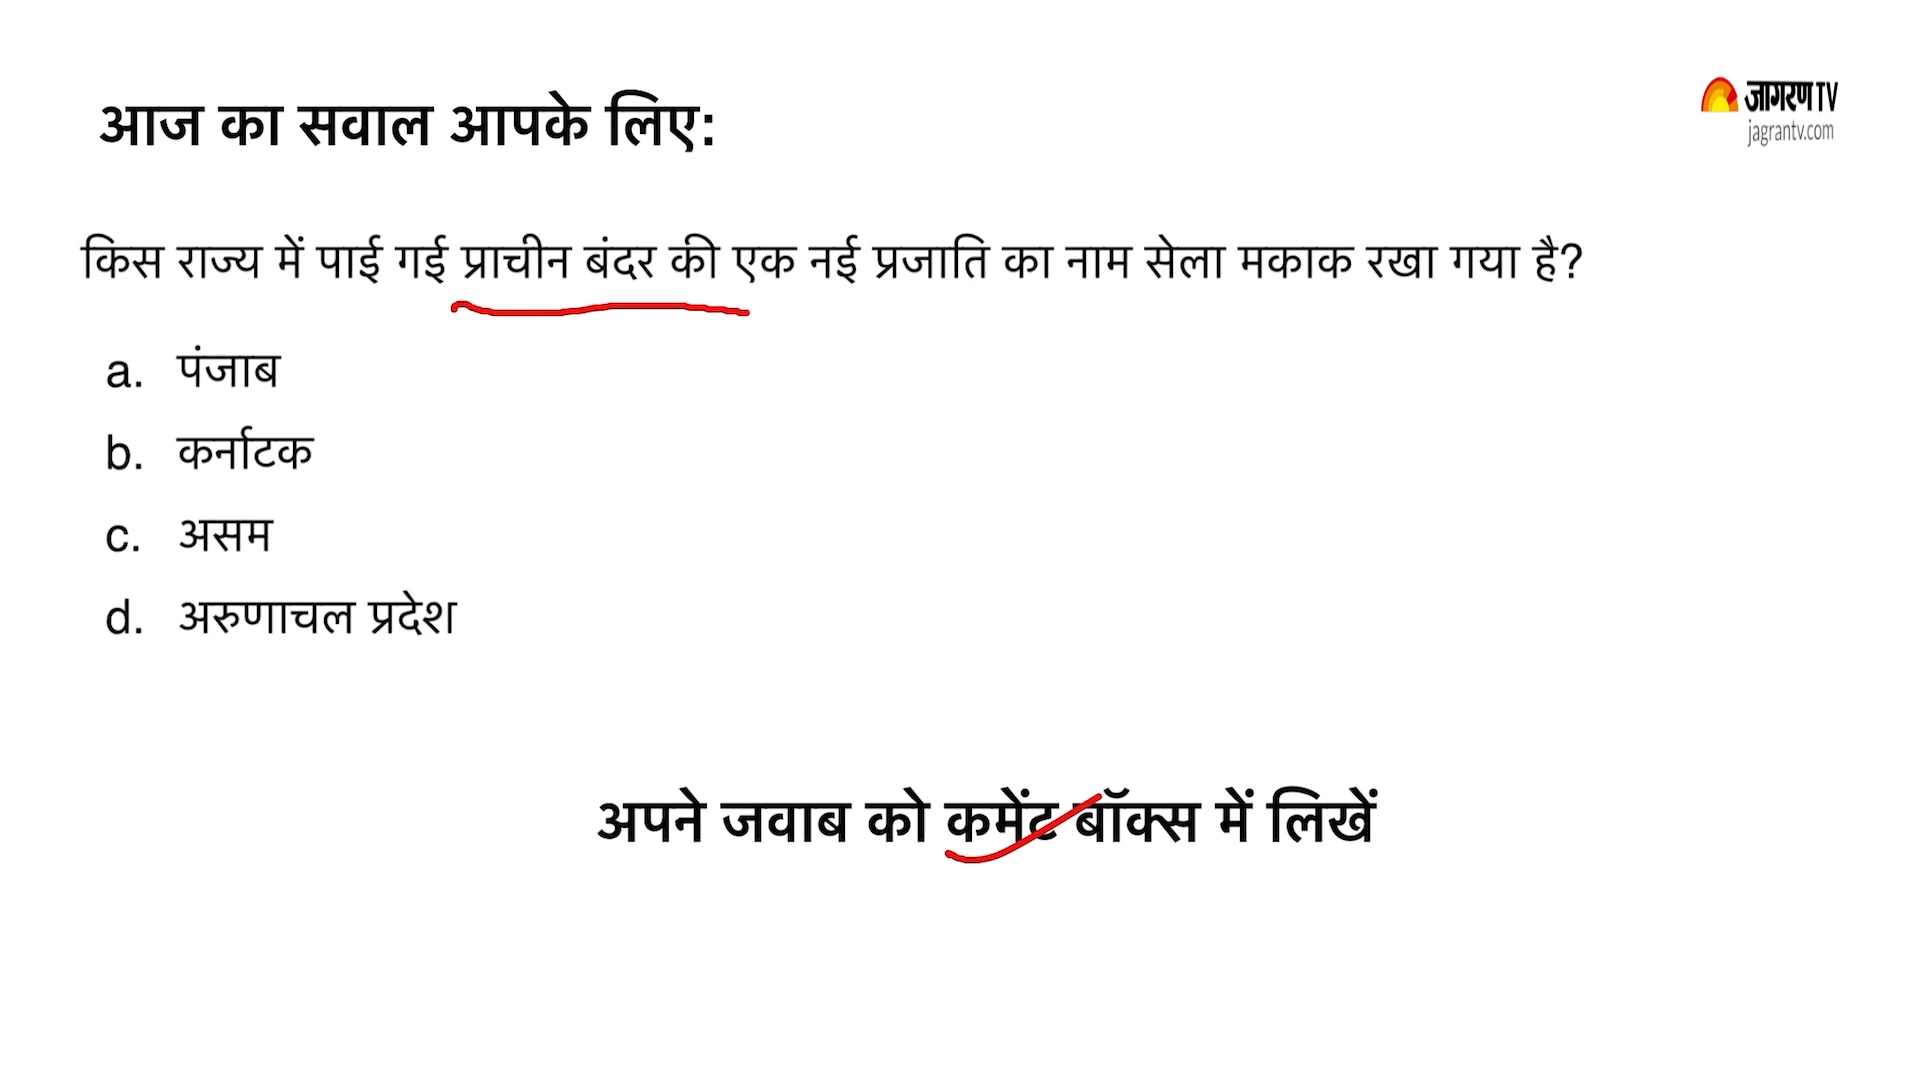 आज का सवाल आपके लिए:
जागरण TV
jagrantv.com
किस राज्य में पाई गई प्राचीन बंदर की एक नई प्रजाति का नाम सेला मकाक रखा गया है?
a. पंजाब
b. कर्नाटक
c. असम
d. अरुणाचल प्रदेश
अपने जवाब को कमेंट बॉक्स में लिखें